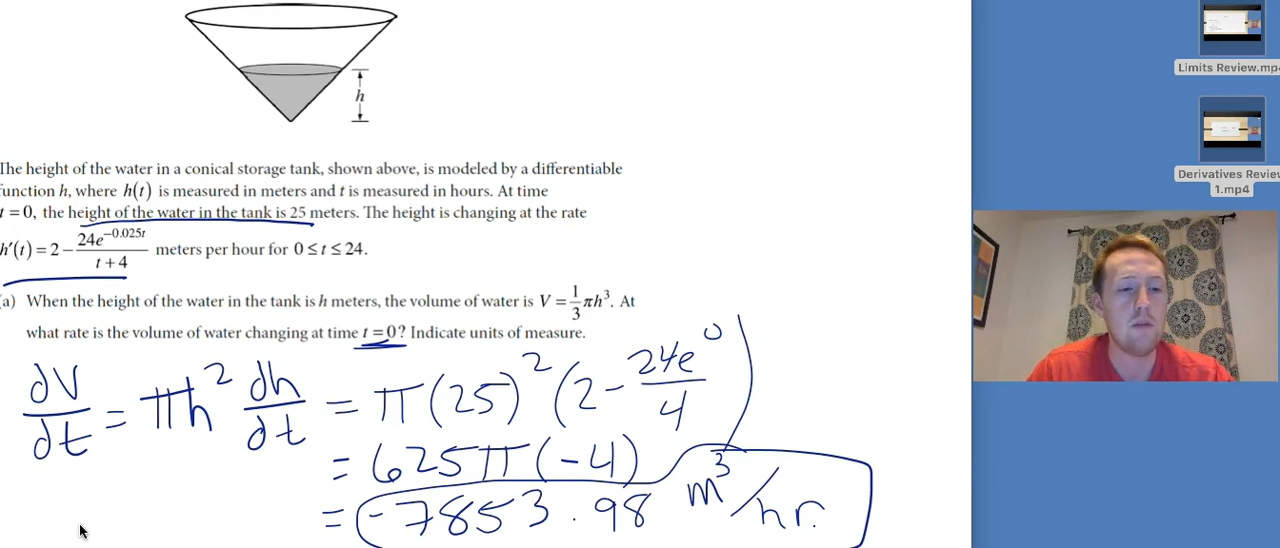 h
The height of the water in a conical storage tank, shown above, is modeled by a differentiable
function h, where h(t) is measured in meters and t is measured in hours. At time
t = 0, the height of the water in the tank is 25 meters. The height is changing at the rate
h′(t) = 2 − 24e^−0.025t / t + 4 meters per hour for 0 ≤ t ≤ 24.
(a) When the height of the water in the tank is h meters, the volume of water is V = 1/3 πh³. At
what rate is the volume of water changing at time t = 0? Indicate units of measure.
dV/dt = πh² dh/dt = π(25)² (2 − 24e⁰/4)
= 625π(−4)
= −7853.98 m³/hr.
Limits Review.mp
Derivatives Review
1.mp4